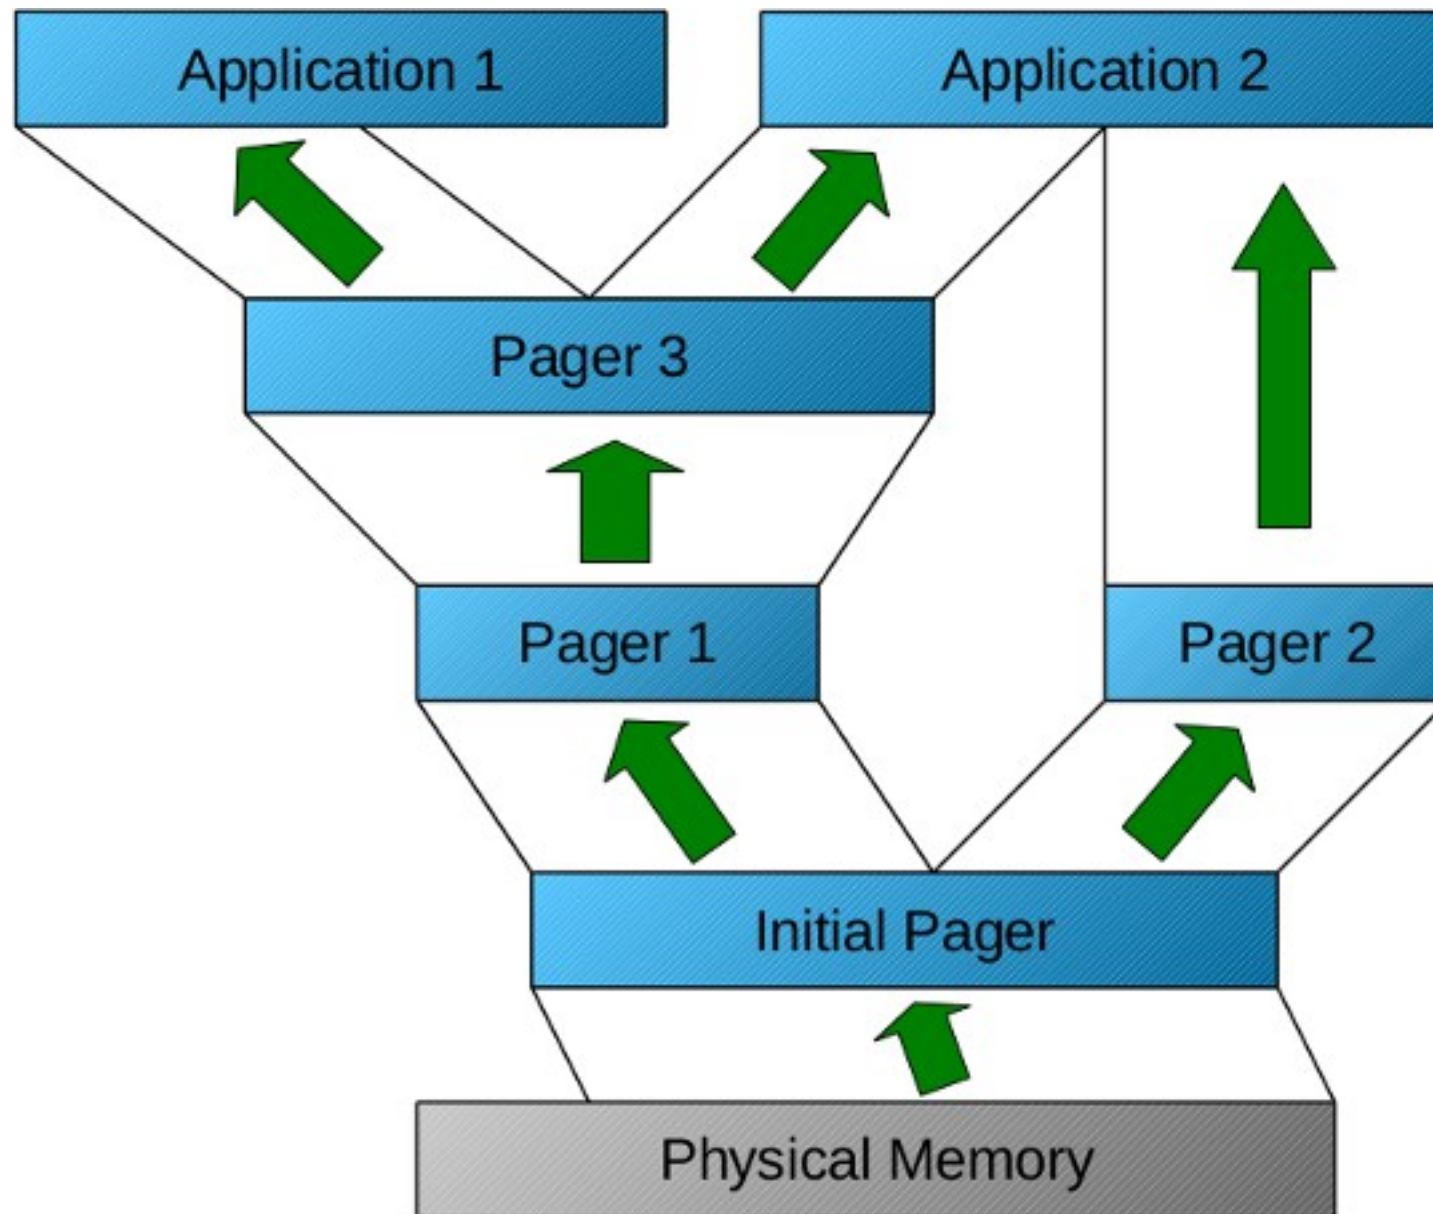 Application 1
Application 2
Pager 3
Pager 1
Pager 2
Initial Pager
Physical Memory